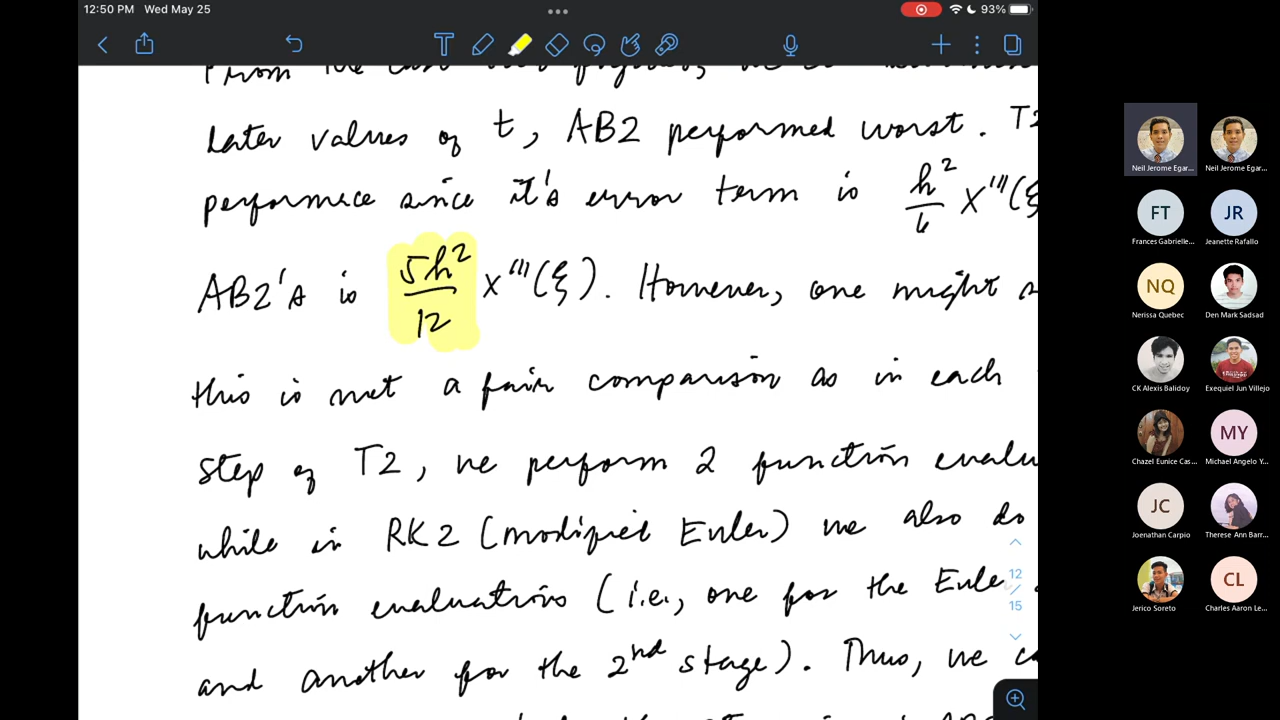 12:50 PM Wed May 25
93%
later values of t, AB2 performed worst. T2
performece since it's error term is h²/6 x'''(ξ
AB2's is 5h²/12 x'''(ξ). However, one might
this is not a fair comparison as in each
step of T2, we perform 2 function evalu
while in RK2 (modified Euler) we also do
function evaluations (i.e., one for the Eule
and another for the 2nd stage). Thus, we c
12
15
Neil Jerome Egar...
Neil Jerome Egar...
FT
JR
Frances Gabrielle...
Jeanette Rafallo
NQ
Nerissa Quebec
Den Mark Sadsad
CK Alexis Balidoy
Exequiel Jun Villejo
MY
Chazel Eunice Cas...
Michael Angelo Y...
JC
Joenathan Carpio
Therese Ann Barr...
CL
Jerico Soreto
Charles Aaron Le...